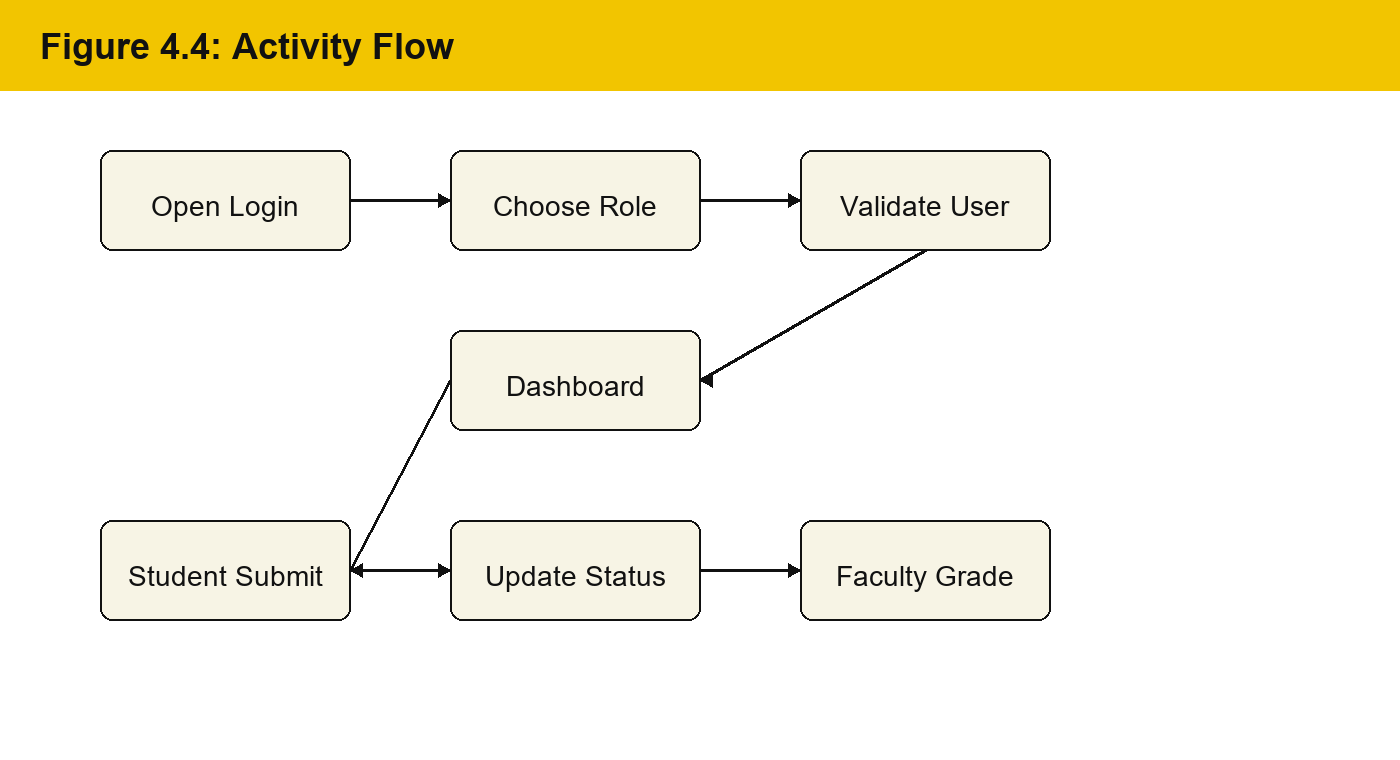 Figure 4.4: Activity Flow
Open Login
Choose Role
Validate User
Dashboard
Student Submit
Update Status
Faculty Grade